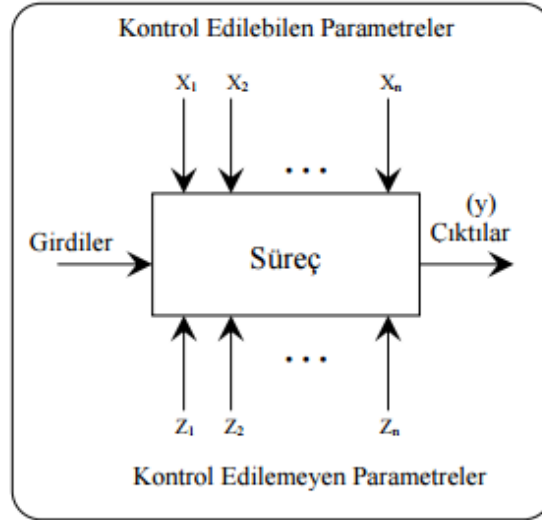 Kontrol Edilebilen Parametreler
X₁ X₂ Xₙ
. . .
(y)
Girdiler Süreç Çıktılar
. . .
Z₁ Z₂ Zₙ
Kontrol Edilemeyen Parametreler